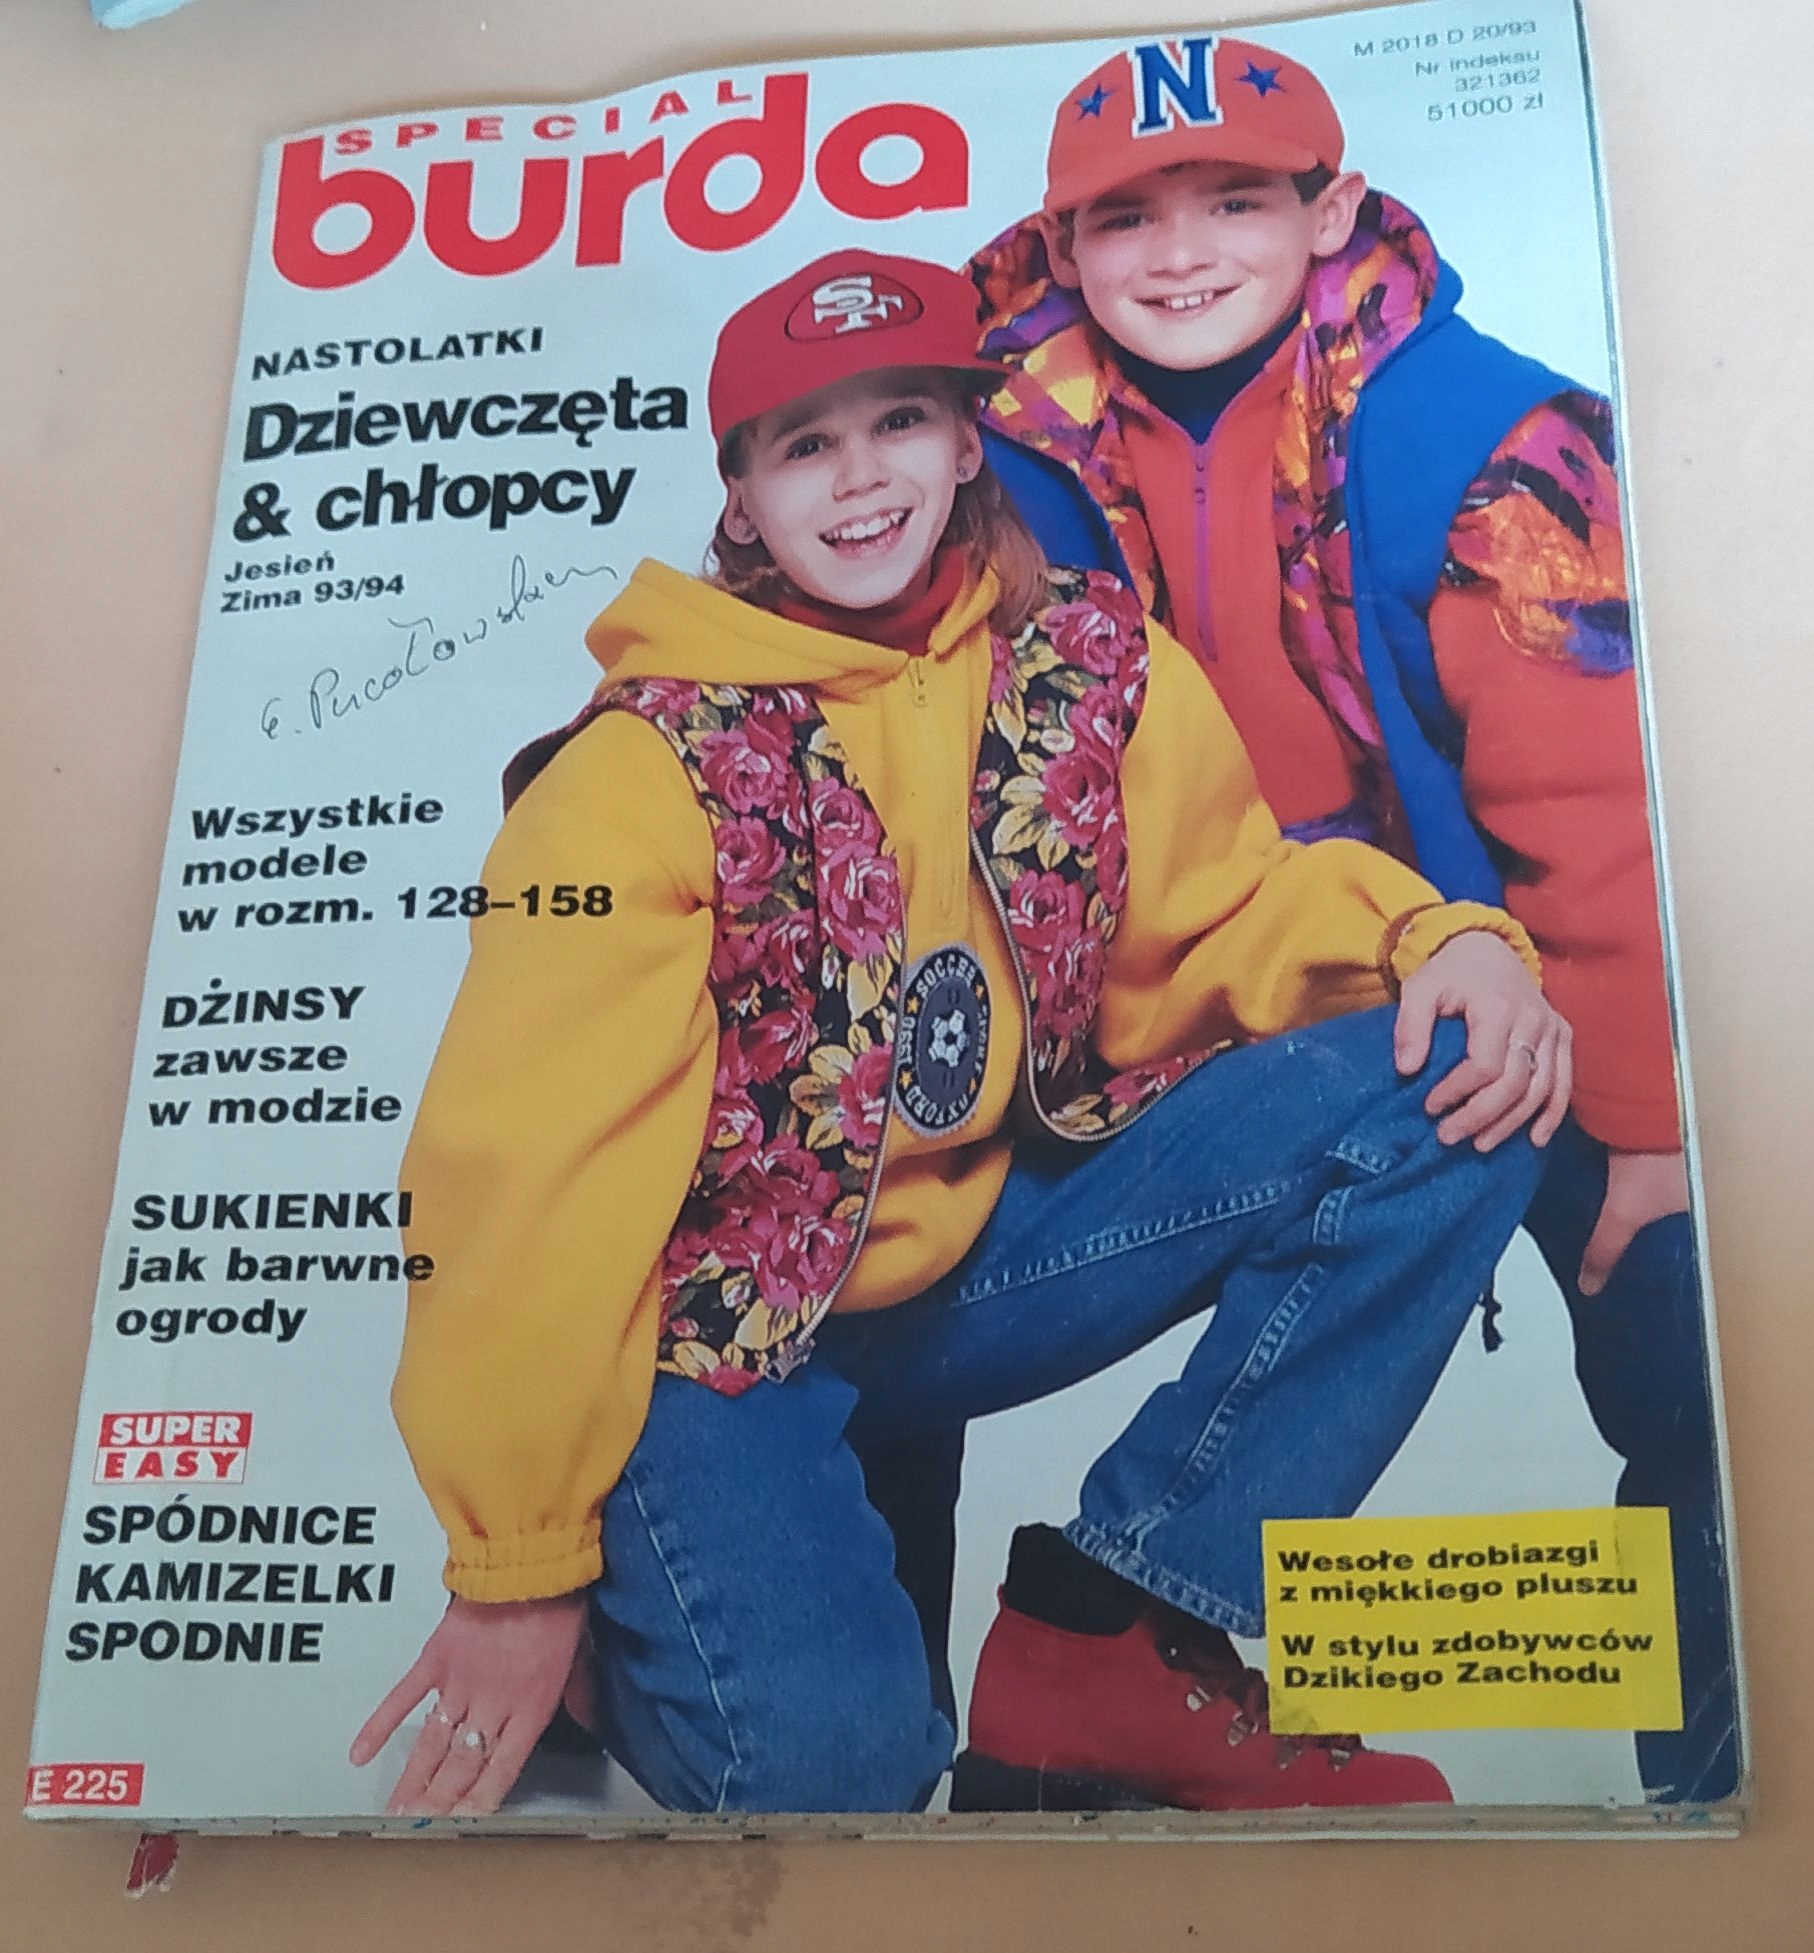 M 2018 D 20/93
Nr indeksu
321362
51000 zł
SPECIAL
burda
N
SF
NASTOLATKI
Dziewczęta
& chłopcy
Jesień
Zima 93/94
Wszystkie
modele
w rozm. 128–158
DŻINSY
zawsze
w modzie
SUKIENKI
jak barwne
ogrody
SUPER
EASY
SPÓDNICE
KAMIZELKI
SPODNIE
SOCCER
OXFORD
1990
Wesołe drobiazgi
z miękkiego pluszu
W stylu zdobywców
Dzikiego Zachodu
E 225